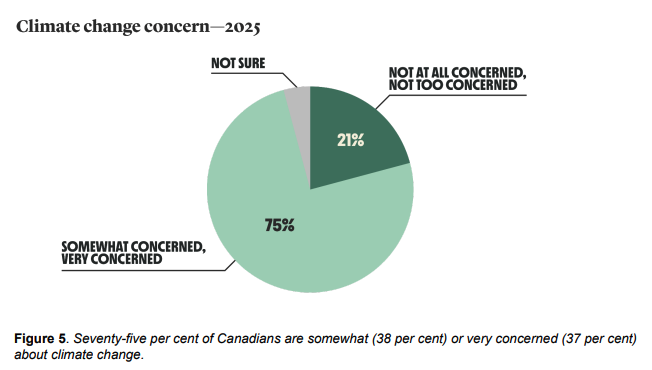 Climate change concern—2025
NOT SURE
NOT AT ALL CONCERNED,
NOT TOO CONCERNED
21%
75%
SOMEWHAT CONCERNED,
VERY CONCERNED
Figure 5. Seventy-five per cent of Canadians are somewhat (38 per cent) or very concerned (37 per cent)
about climate change.